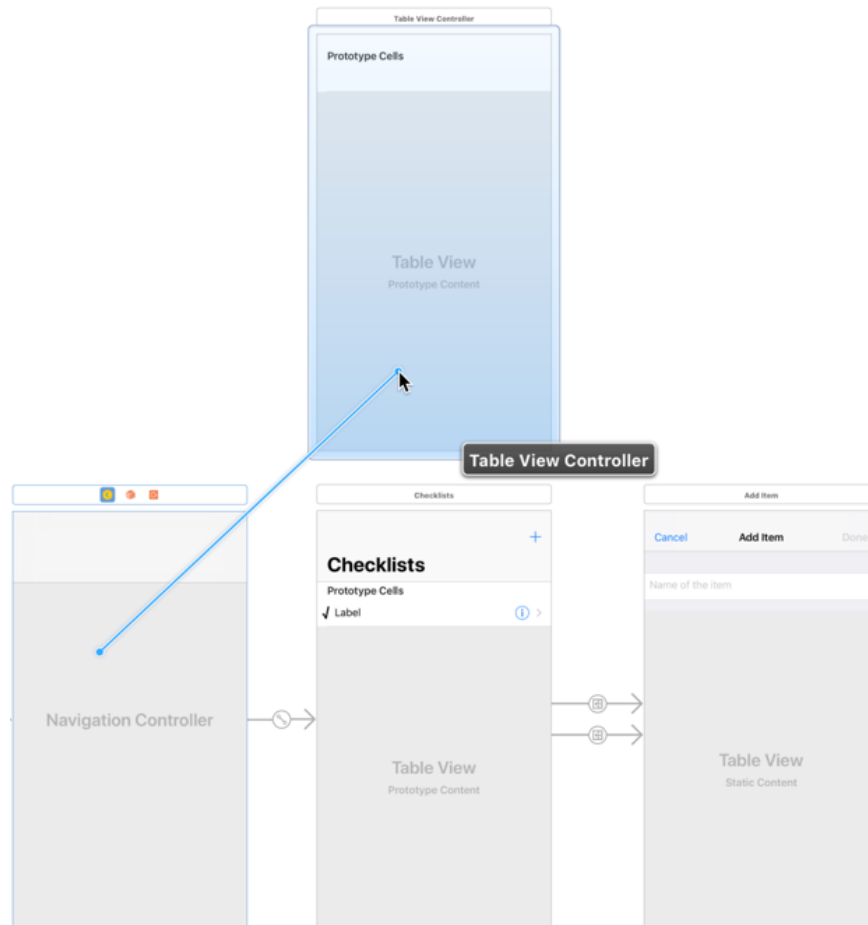 Table View Controller
Prototype Cells
Table View
Prototype Content
Table View Controller
Checklists
Add Item
+
Cancel Add Item Done
Checklists
Prototype Cells
Name of the item
√ Label
Navigation Controller
Table View
Prototype Content
Table View
Static Content